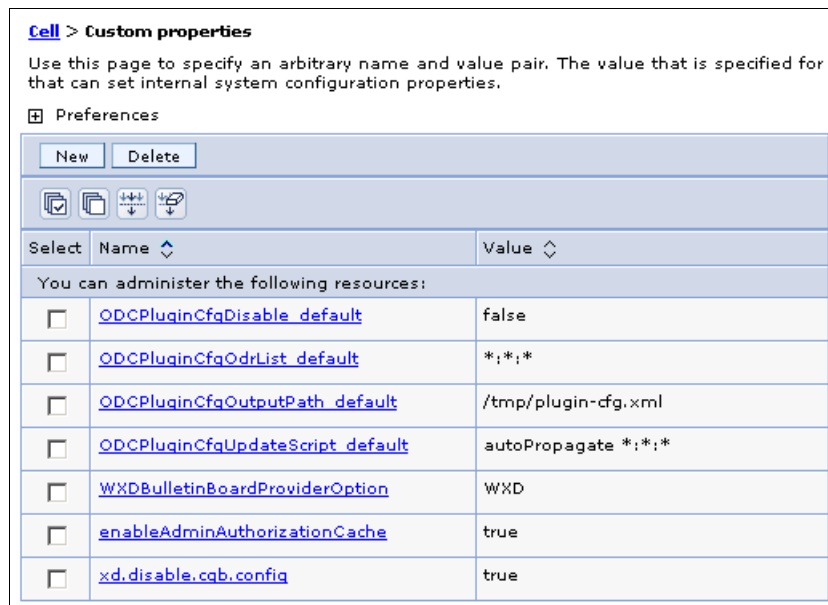 Cell > Custom properties
Use this page to specify an arbitrary name and value pair. The value that is specified for
that can set internal system configuration properties.
Preferences
New Delete
Select Name Value
You can administer the following resources:
ODCPluginCfgDisable_default false
ODCPluginCfgOdrList_default *:*:*
ODCPluginCfgOutputPath_default /tmp/plugin-cfg.xml
ODCPluginCfgUpdateScript_default autoPropagate *:*:*
WXDBulletinBoardProviderOption WXD
enableAdminAuthorizationCache true
xd.disable.cgb.config true